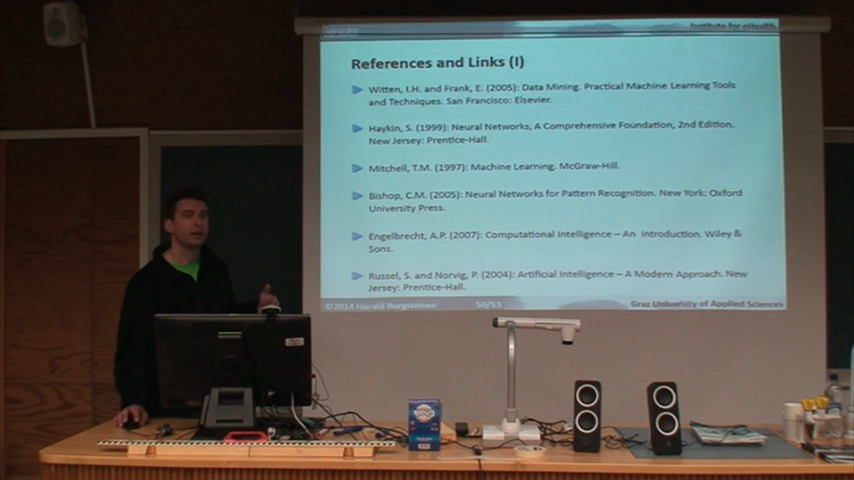 Institute for eHealth
References and Links (I)
Witten, I.H. and Frank, E. (2005): Data Mining. Practical Machine Learning Tools
and Techniques. San Francisco: Elsevier.
Haykin, S. (1999): Neural Networks, A Comprehensive Foundation, 2nd Edition.
New Jersey: Prentice-Hall.
Mitchell, T.M. (1997): Machine Learning. McGraw-Hill.
Bishop, C.M. (2005): Neural Networks for Pattern Recognition. New York: Oxford
University Press.
Engelbrecht, A.P. (2007): Computational Intelligence – An Introduction. Wiley &
Sons.
Russel, S. and Norvig, P. (2004): Artificial Intelligence – A Modern Approach. New
Jersey: Prentice-Hall.
©2014 Harald Burgsteiner 50/53 Graz University of Applied Sciences